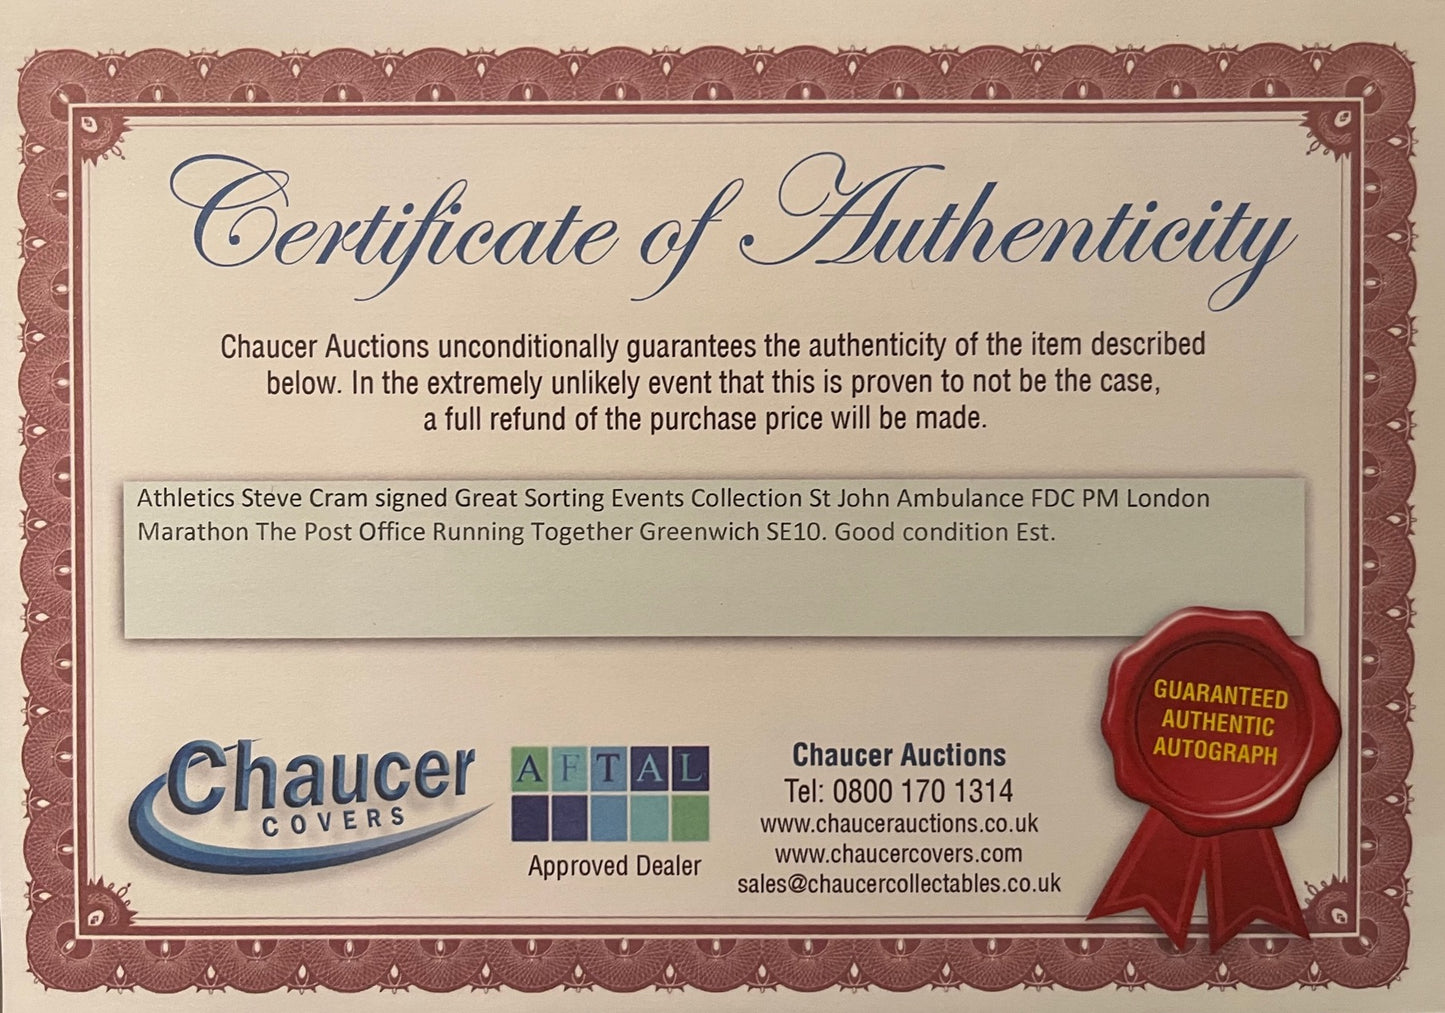 Certificate of Authenticity
Chaucer Auctions unconditionally guarantees the authenticity of the item described
below. In the extremely unlikely event that this is proven to not be the case,
a full refund of the purchase price will be made.
Athletics Steve Cram signed Great Sorting Events Collection St John Ambulance FDC PM London
Marathon The Post Office Running Together Greenwich SE10. Good condition Est.
Chaucer
COVERS
AFTAL
Approved Dealer
Chaucer Auctions
Tel: 0800 170 1314
www.chaucerauctions.co.uk
www.chaucercovers.com
sales@chaucercollectables.co.uk
GUARANTEED
AUTHENTIC
AUTOGRAPH